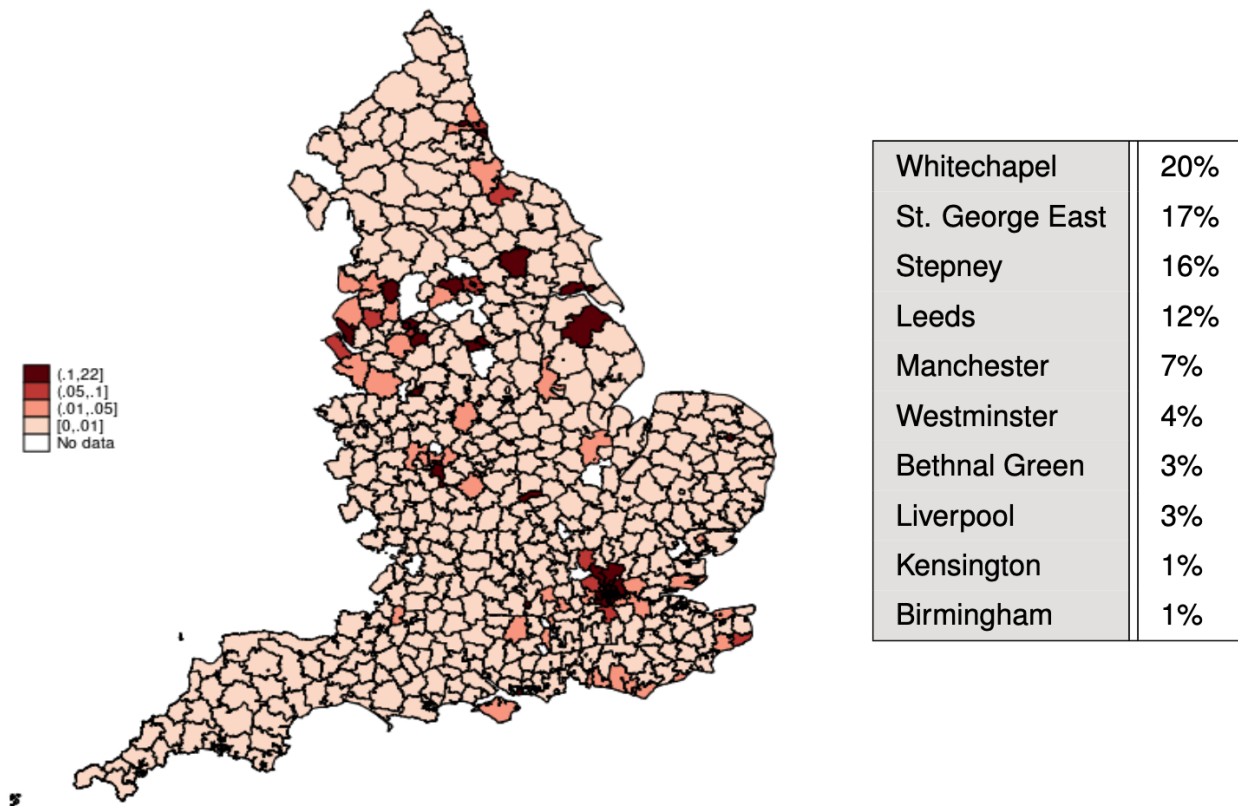 (.1,22]
(.05,.1]
(.01,.05]
[0,.01]
No data
Whitechapel 20%
St. George East 17%
Stepney 16%
Leeds 12%
Manchester 7%
Westminster 4%
Bethnal Green 3%
Liverpool 3%
Kensington 1%
Birmingham 1%